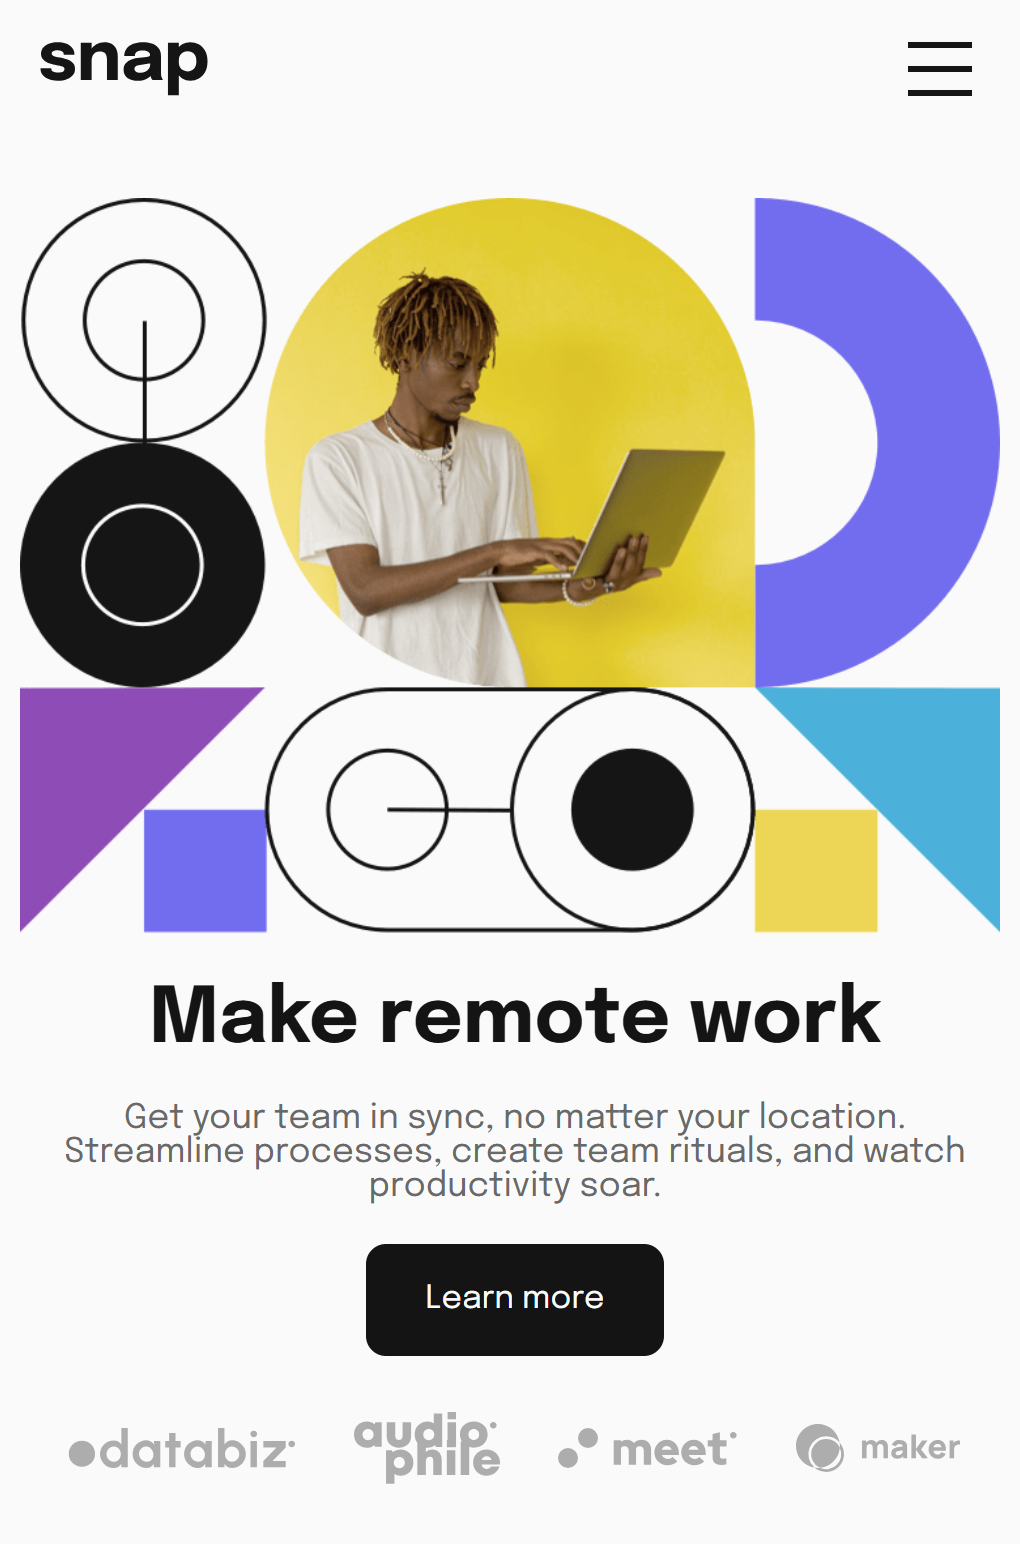 snap
Make remote work
Get your team in sync, no matter your location.
Streamline processes, create team rituals, and watch
productivity soar.
Learn more
databiz
audio
phile
meet
maker